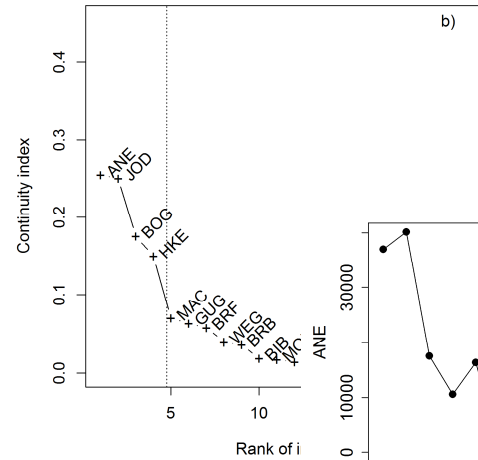 b)
Continuity index
0.4
0.3
0.2
0.1
0.0
ANE
JOD
BOG
HKE
MAC
GUG
BRF
WEG
BRB
BIB
5
10
Rank of
ANE
30000
10000
0